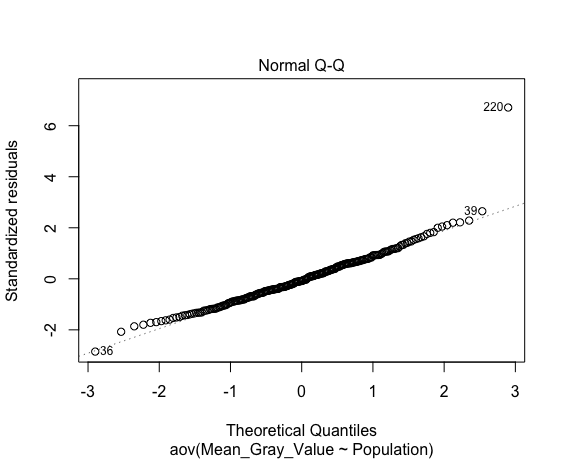 Normal Q-Q
Standardized residuals
6
4
2
0
-2
220
39
36
-3 -2 -1 0 1 2 3
Theoretical Quantiles
aov(Mean_Gray_Value ~ Population)